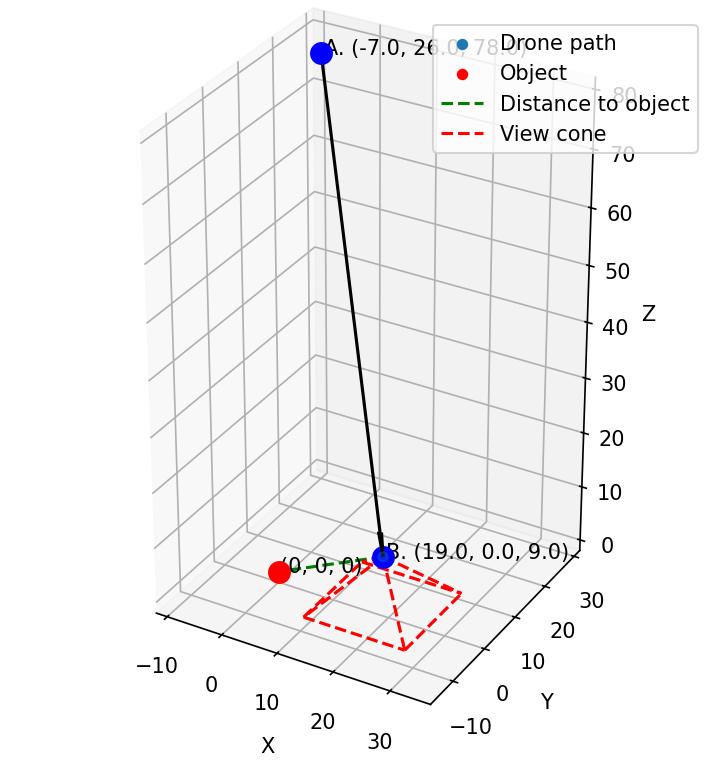 A. (-7.0, 26.0, 78.0)
Drone path
Object
Distance to object
View cone
80
70
60
50
Z
40
30
20
10
0
B. (19.0, 0.0, 9.0)
(0, 0, 0)
30
20
10
0
−10
Y
−10
0
10
20
30
X